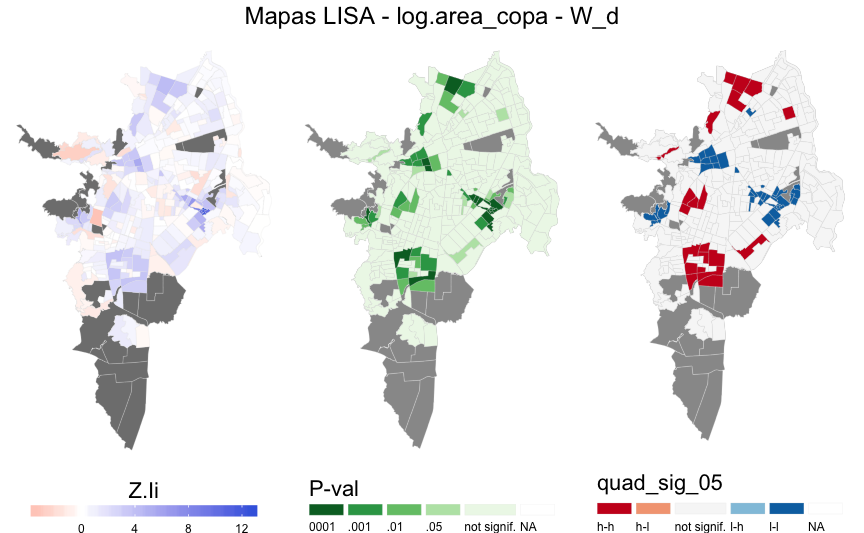 Mapas LISA - log.area_copa - W_d
Z.Ii
0 4 8 12
P-val
0001 .001 .01 .05 not signif. NA
quad_sig_05
h-h h-l not signif. l-h l-l NA